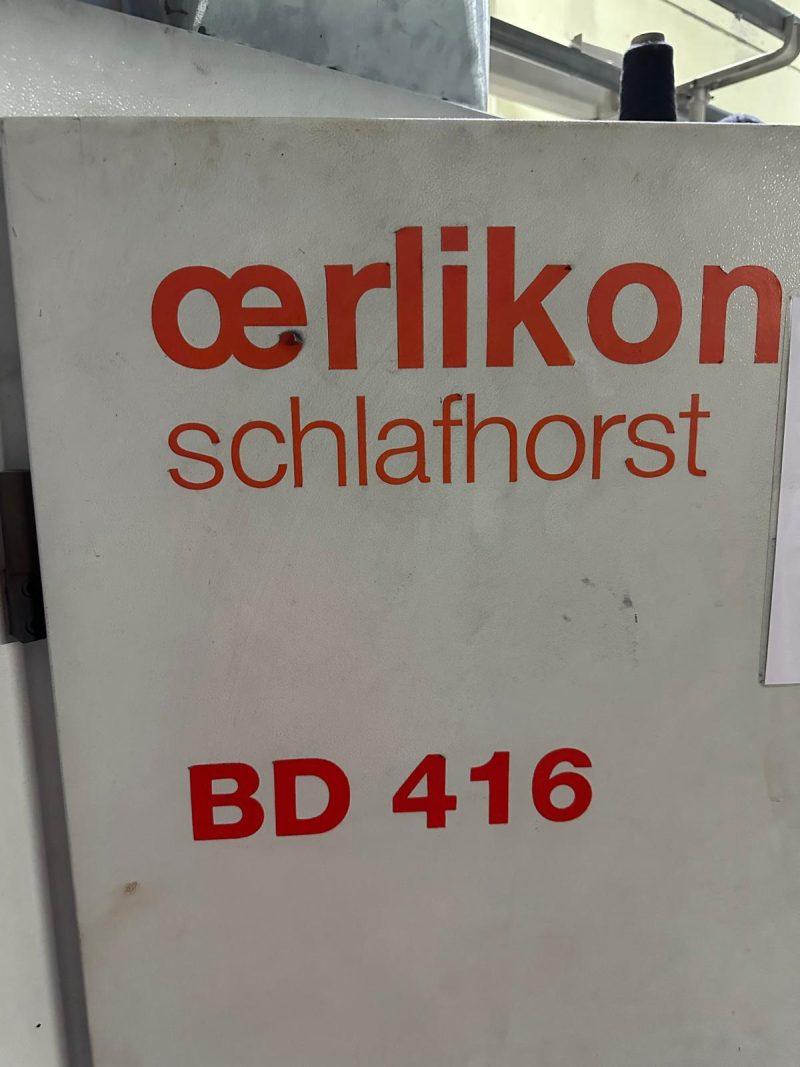 œrlikon
schlafhorst
BD 416